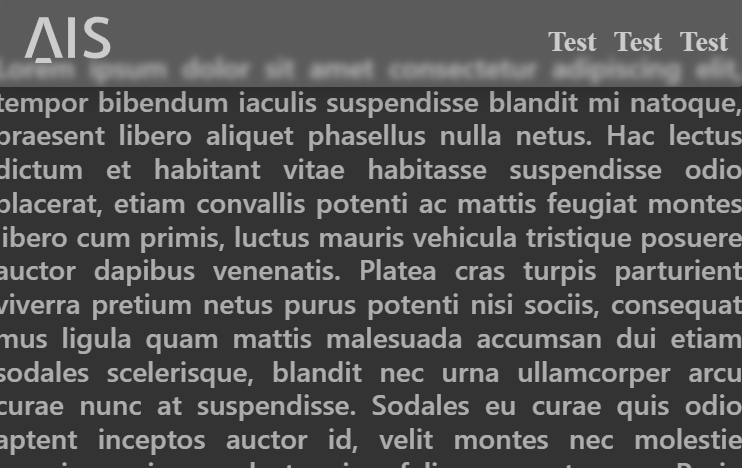 AIS
Test Test Test
Lorem ipsum dolor sit amet consectetur adipiscing elit,
tempor bibendum iaculis suspendisse blandit mi natoque,
praesent libero aliquet phasellus nulla netus. Hac lectus
dictum et habitant vitae habitasse suspendisse odio
placerat, etiam convallis potenti ac mattis feugiat montes
libero cum primis, luctus mauris vehicula tristique posuere
auctor dapibus venenatis. Platea cras turpis parturient
viverra pretium netus purus potenti nisi sociis, consequat
mus ligula quam mattis malesuada accumsan dui etiam
sodales scelerisque, blandit nec urna ullamcorper arcu
curae nunc at suspendisse. Sodales eu curae quis odio
aptent inceptos auctor id, velit montes nec molestie